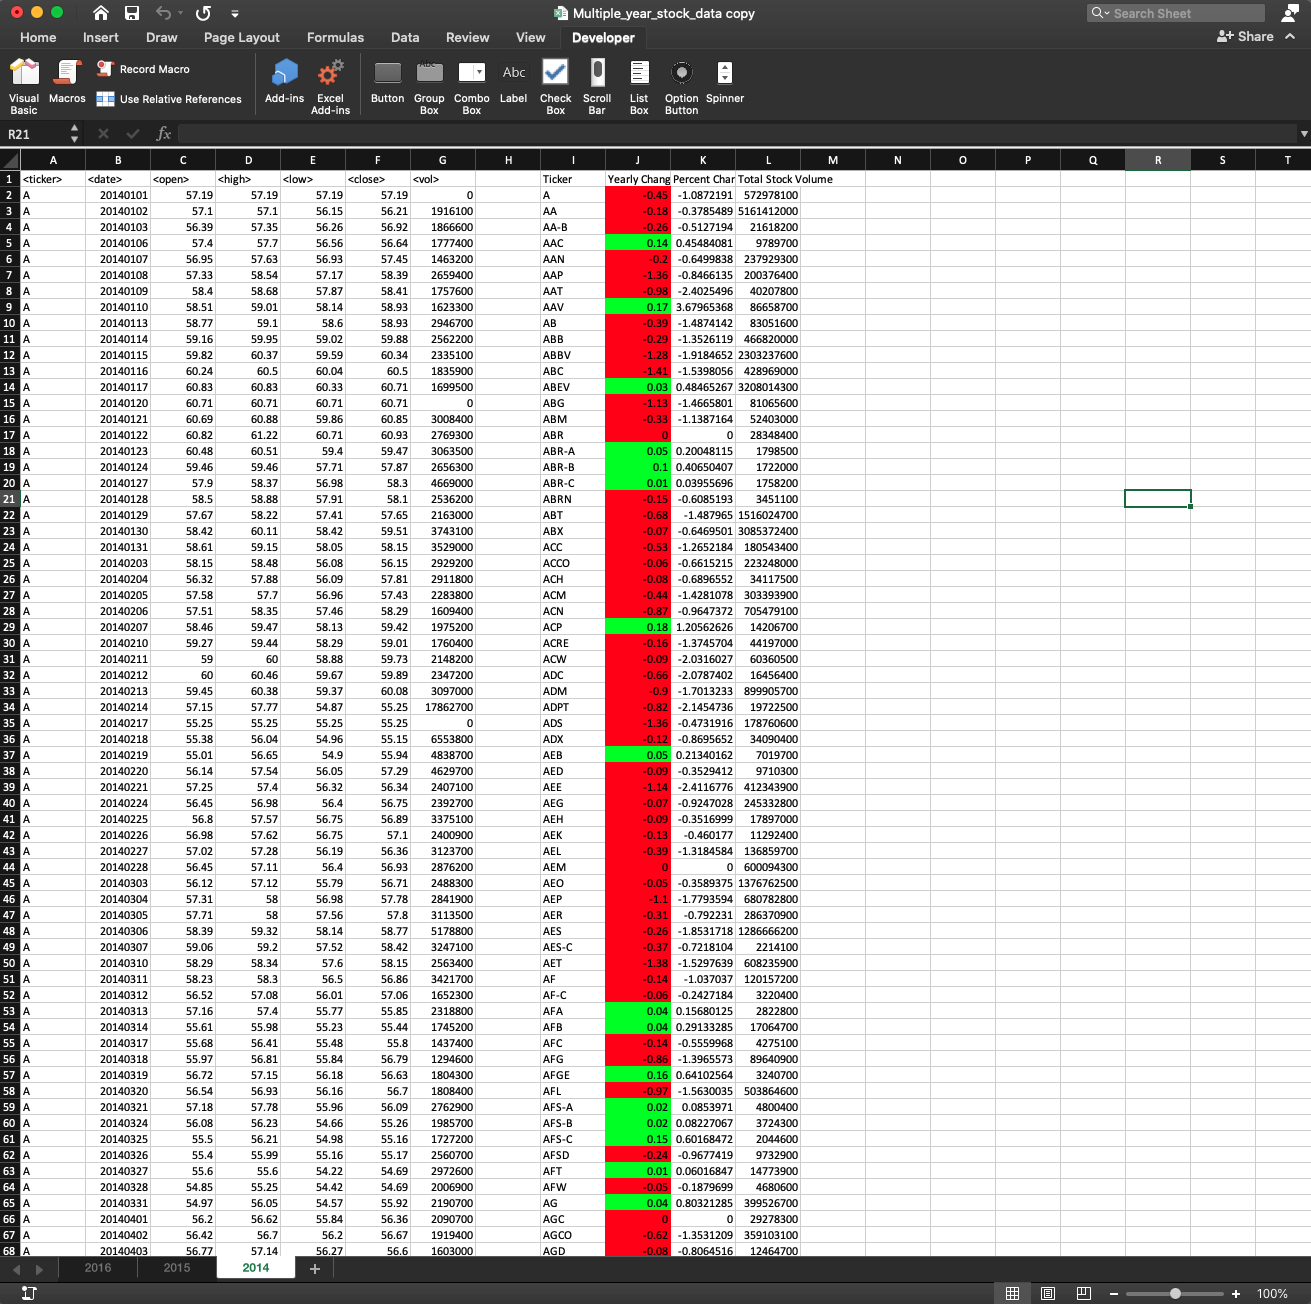 Multiple_year_stock_data copy
Search Sheet
Home Insert Draw Page Layout Formulas Data Review View Developer Share
Visual Basic
Macros
Record Macro
Use Relative References
Add-ins
Excel Add-ins
Button
Group Box
Combo Box
Abc
Label
Check Box
Scroll Bar
List Box
Option Button
Spinner
R21 fx
A B C D E F G H I J K L M N O P Q R S T
1 <ticker> <date> <open> <high> <low> <close> <vol> Ticker Yearly Chang Percent Char Total Stock Volume
2 A 20140101 57.19 57.19 57.19 57.19 0 A -0.45 -1.0872191 572978100
3 A 20140102 57.1 57.1 56.15 56.21 1916100 AA -0.18 -0.3785489 5161412000
4 A 20140103 56.39 57.35 56.26 56.92 1866600 AA-B -0.26 -0.5127194 21618200
5 A 20140106 57.4 57.7 56.56 56.64 1777400 AAC 0.14 0.45484081 9789700
6 A 20140107 56.95 57.63 56.93 57.45 1463200 AAN -0.2 -0.6499838 237929300
7 A 20140108 57.33 58.54 57.17 58.39 2659400 AAP -1.36 -0.8466135 200376400
8 A 20140109 58.4 58.68 57.87 58.41 1757600 AAT -0.98 -2.4025496 40207800
9 A 20140110 58.51 59.01 58.14 58.93 1623300 AAV 0.17 3.67965368 86658700
10 A 20140113 58.77 59.1 58.6 58.93 2946700 AB -0.39 -1.4874142 83051600
11 A 20140114 59.16 59.95 59.02 59.88 2562200 ABB -0.29 -1.3526119 466820000
12 A 20140115 59.82 60.37 59.59 60.34 2335100 ABBV -1.28 -1.9184652 2303237600
13 A 20140116 60.24 60.5 60.04 60.5 1835900 ABC -1.41 -1.5398056 428969000
14 A 20140117 60.83 60.83 60.33 60.71 1699500 ABEV 0.03 0.48465267 3208014300
15 A 20140120 60.71 60.71 60.71 60.71 0 ABG -1.13 -1.4665801 81065600
16 A 20140121 60.69 60.88 59.86 60.85 3008400 ABM -0.33 -1.1387164 52403000
17 A 20140122 60.82 61.22 60.71 60.93 2769300 ABR 0 0 28348400
18 A 20140123 60.48 60.51 59.4 59.47 3063500 ABR-A 0.05 0.20048115 1798500
19 A 20140124 59.46 59.46 57.71 57.87 2656300 ABR-B 0.1 0.40650407 1722000
20 A 20140127 57.9 58.37 56.98 58.3 4669000 ABR-C 0.01 0.03955696 1758200
21 A 20140128 58.5 58.88 57.91 58.1 2536200 ABRN -0.15 -0.6085193 3451100
22 A 20140129 57.67 58.22 57.41 57.65 2163000 ABT -0.68 -1.487965 1516024700
23 A 20140130 58.42 60.11 58.42 59.51 3743100 ABX -0.07 -0.6469501 3085372400
24 A 20140131 58.61 59.15 58.05 58.15 3529000 ACC -0.53 -1.2652184 180543400
25 A 20140203 58.15 58.48 56.08 56.15 2929200 ACCO -0.06 -0.6615215 223248000
26 A 20140204 56.32 57.88 56.09 57.81 2911800 ACH -0.08 -0.6896552 34117500
27 A 20140205 57.58 57.7 56.96 57.43 2283800 ACM -0.44 -1.4281078 303393900
28 A 20140206 57.51 58.35 57.46 58.29 1609400 ACN -0.87 -0.9647372 705479100
29 A 20140207 58.46 59.47 58.13 59.42 1975200 ACP 0.18 1.20562626 14206700
30 A 20140210 59.27 59.44 58.29 59.01 1760400 ACRE -0.16 -1.3745704 44197000
31 A 20140211 59 60 58.88 59.73 2148200 ACW -0.09 -2.0316027 60360500
32 A 20140212 60 60.46 59.67 59.89 2347200 ADC -0.66 -2.0787402 16456400
33 A 20140213 59.45 60.38 59.37 60.08 3097000 ADM -0.9 -1.7013233 899905700
34 A 20140214 57.15 57.77 54.87 55.25 17862700 ADPT -0.82 -2.1454736 19722500
35 A 20140217 55.25 55.25 55.25 55.25 0 ADS -1.36 -0.4731916 178760600
36 A 20140218 55.38 56.04 54.96 55.15 6553800 ADX -0.12 -0.8695652 34090400
37 A 20140219 55.01 56.65 54.9 55.94 4838700 AEB 0.05 0.21340162 7019700
38 A 20140220 56.14 57.54 56.05 57.29 4629700 AED -0.09 -0.3529412 9710300
39 A 20140221 57.25 57.4 56.32 56.34 2407100 AEE -1.14 -2.4116776 412343900
40 A 20140224 56.45 56.98 56.4 56.75 2392700 AEG -0.07 -0.9247028 245332800
41 A 20140225 56.8 57.57 56.75 56.89 3375100 AEH -0.09 -0.3516999 17897000
42 A 20140226 56.98 57.62 56.75 57.1 2400900 AEK -0.13 -0.460177 11292400
43 A 20140227 57.02 57.28 56.19 56.36 3123700 AEL -0.39 -1.3184584 136859700
44 A 20140228 56.45 57.11 56.4 56.93 2876200 AEM 0 0 600094300
45 A 20140303 56.12 57.12 55.79 56.71 2488300 AEO -0.05 -0.3589375 1376762500
46 A 20140304 57.31 58 56.98 57.78 2841900 AEP -1.1 -1.7793594 680782800
47 A 20140305 57.71 58 57.56 57.8 3113500 AER -0.31 -0.792231 286370900
48 A 20140306 58.39 59.32 58.14 58.77 5178800 AES -0.26 -1.8531718 1286666200
49 A 20140307 59.06 59.2 57.52 58.42 3247100 AES-C -0.37 -0.7218104 2214100
50 A 20140310 58.29 58.34 57.6 58.15 2563400 AET -1.38 -1.5297639 608235900
51 A 20140311 58.23 58.3 56.5 56.86 3421700 AF -0.14 -1.037037 120157200
52 A 20140312 56.52 57.08 56.01 57.06 1652300 AF-C -0.06 -0.2427184 3220400
53 A 20140313 57.16 57.4 55.77 55.85 2318800 AFA 0.04 0.15680125 2822800
54 A 20140314 55.61 55.98 55.23 55.44 1745200 AFB 0.04 0.29133285 17064700
55 A 20140317 55.68 56.41 55.48 55.8 1437400 AFC -0.14 -0.5559968 4275100
56 A 20140318 55.97 56.81 55.84 56.79 1294600 AFG -0.86 -1.3965573 89640900
57 A 20140319 56.72 57.15 56.18 56.63 1804300 AFGE 0.16 0.64102564 3240700
58 A 20140320 56.54 56.93 56.16 56.7 1808400 AFL -0.97 -1.5630035 503864600
59 A 20140321 57.18 57.78 55.96 56.09 2762900 AFS-A 0.02 0.0853971 4800400
60 A 20140324 56.08 56.23 54.66 55.26 1985700 AFS-B 0.02 0.08227067 3724300
61 A 20140325 55.5 56.21 54.98 55.16 1727200 AFS-C 0.15 0.60168472 2044600
62 A 20140326 55.4 55.99 55.16 55.17 2560700 AFSD -0.24 -0.9677419 9732900
63 A 20140327 55.6 55.6 54.22 54.69 2972600 AFT 0.01 0.06016847 14773900
64 A 20140328 54.85 55.25 54.42 54.69 2006900 AFW -0.05 -0.1879699 4680600
65 A 20140331 54.97 56.05 54.57 55.92 2190700 AG 0.04 0.80321285 399526700
66 A 20140401 56.2 56.62 55.84 56.36 2090700 AGC 0 0 29278300
67 A 20140402 56.42 56.7 56.2 56.67 1919400 AGCO -0.62 -1.3531209 359103100
68 A 20140403 56.77 57.14 56.27 56.6 1603000 AGD -0.08 -0.8064516 12464700
2016 2015 2014 +
100%